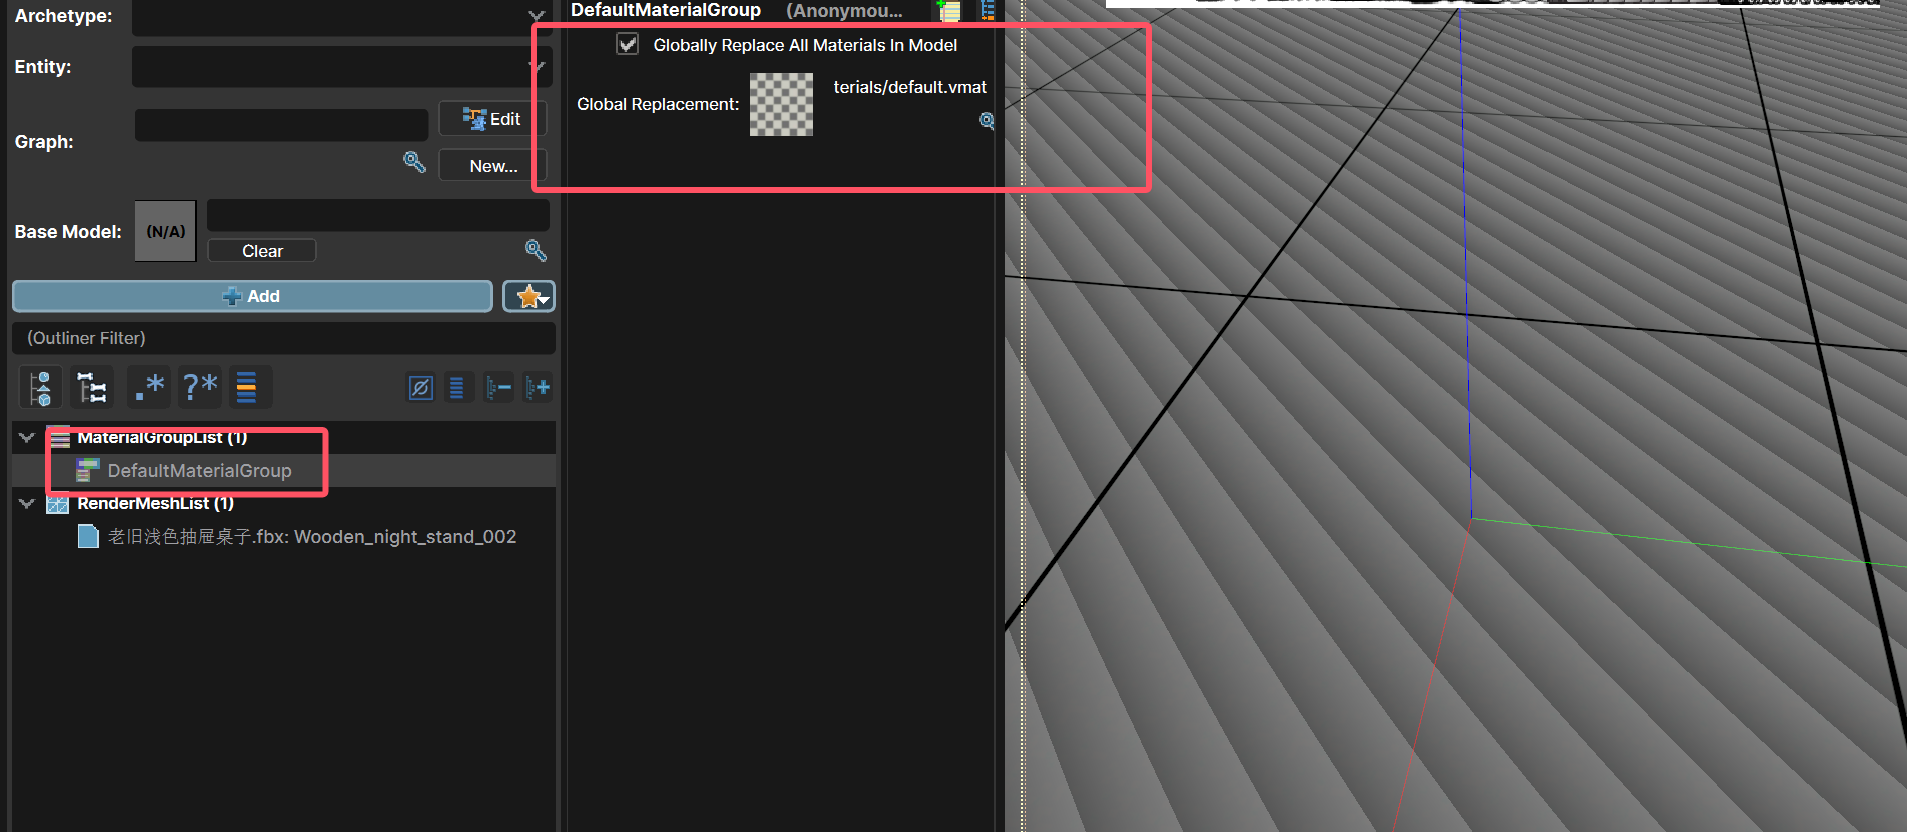 Archetype:
Entity:
Graph:
Edit
New...
Base Model:
(N/A)
Clear
Add
(Outliner Filter)
.*
?*
MaterialGroupList (1)
DefaultMaterialGroup
RenderMeshList (1)
老旧浅色抽屉桌子.fbx: Wooden_night_stand_002
DefaultMaterialGroup (Anonymou...
Globally Replace All Materials In Model
Global Replacement:
terials/default.vmat